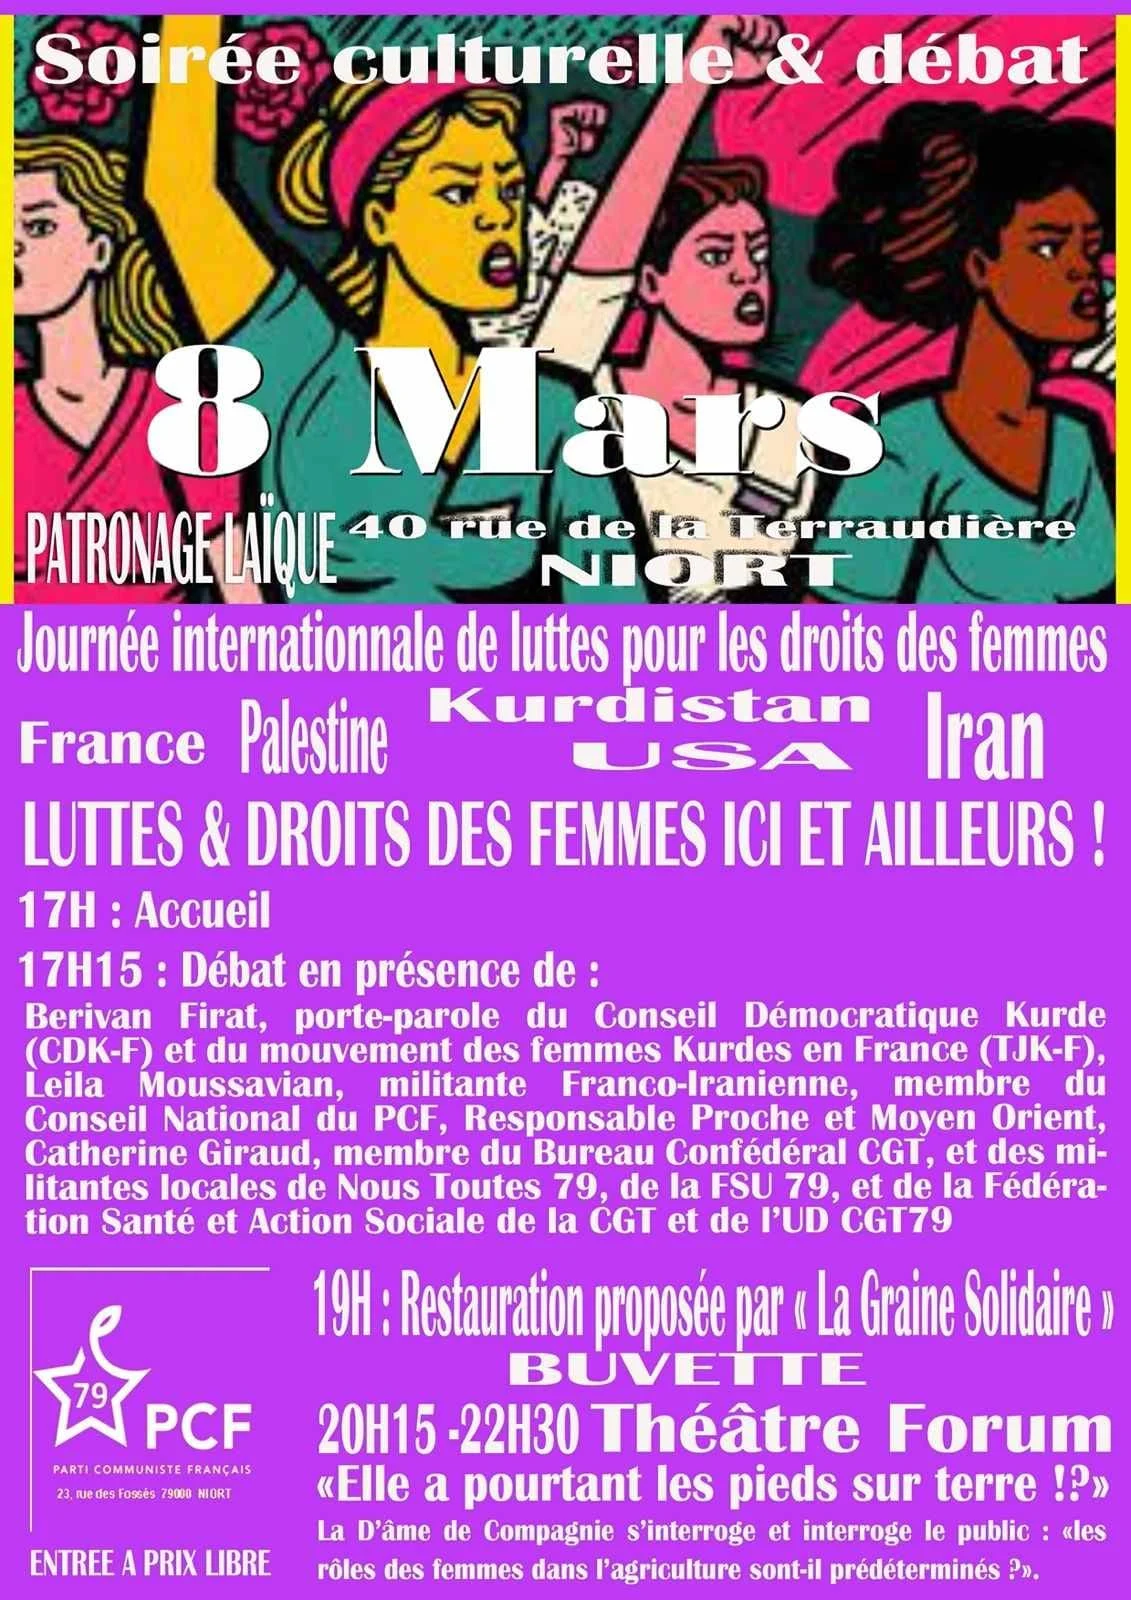 Soirée culturelle & débat
8 Mars
PATRONAGE LAÏQUE 40 rue de la Terraudière
NIORT
Journée internationnale de luttes pour les droits des femmes
France Palestine Kurdistan
USA Iran
LUTTES & DROITS DES FEMMES ICI ET AILLEURS !
17H : Accueil
17H15 : Débat en présence de :
Berivan Firat, porte-parole du Conseil Démocratique Kurde
(CDK-F) et du mouvement des femmes Kurdes en France (TJK-F),
Leila Moussavian, militante Franco-Iranienne, membre du
Conseil National du PCF, Responsable Proche et Moyen Orient,
Catherine Giraud, membre du Bureau Confédéral CGT, et des mi-
litantes locales de Nous Toutes 79, de la FSU 79, et de la Fédéra-
tion Santé et Action Sociale de la CGT et de l'UD CGT79
79
PCF
PARTI COMMUNISTE FRANÇAIS
23, rue des Fossés 79000 NIORT
ENTREE A PRIX LIBRE
19H : Restauration proposée par « La Graine Solidaire »
BUVETTE
20H15 -22H30 Théâtre Forum
«Elle a pourtant les pieds sur terre !?»
La D'âme de Compagnie s'interroge et interroge le public : «les
rôles des femmes dans l'agriculture sont-il prédéterminés ?».